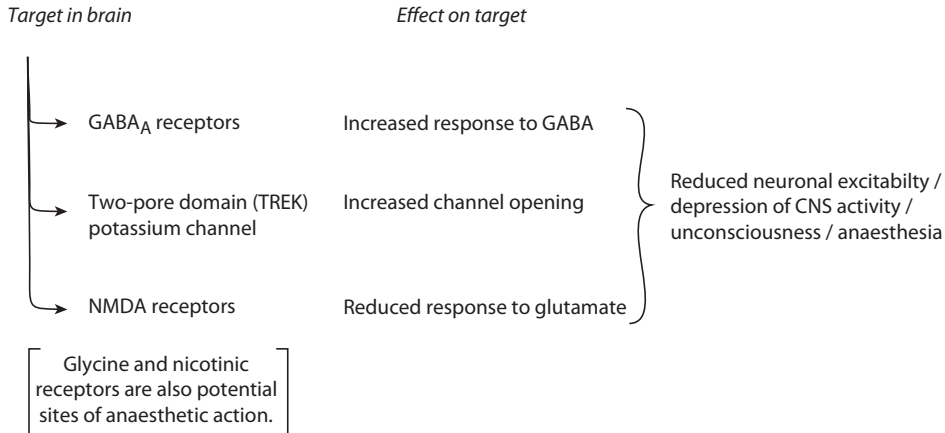 Target in brain Effect on target
GABAA receptors Increased response to GABA
Two-pore domain (TREK) Increased channel opening
potassium channel
Reduced neuronal excitabilty /
depression of CNS activity /
unconsciousness / anaesthesia
NMDA receptors Reduced response to glutamate
Glycine and nicotinic
receptors are also potential
sites of anaesthetic action.